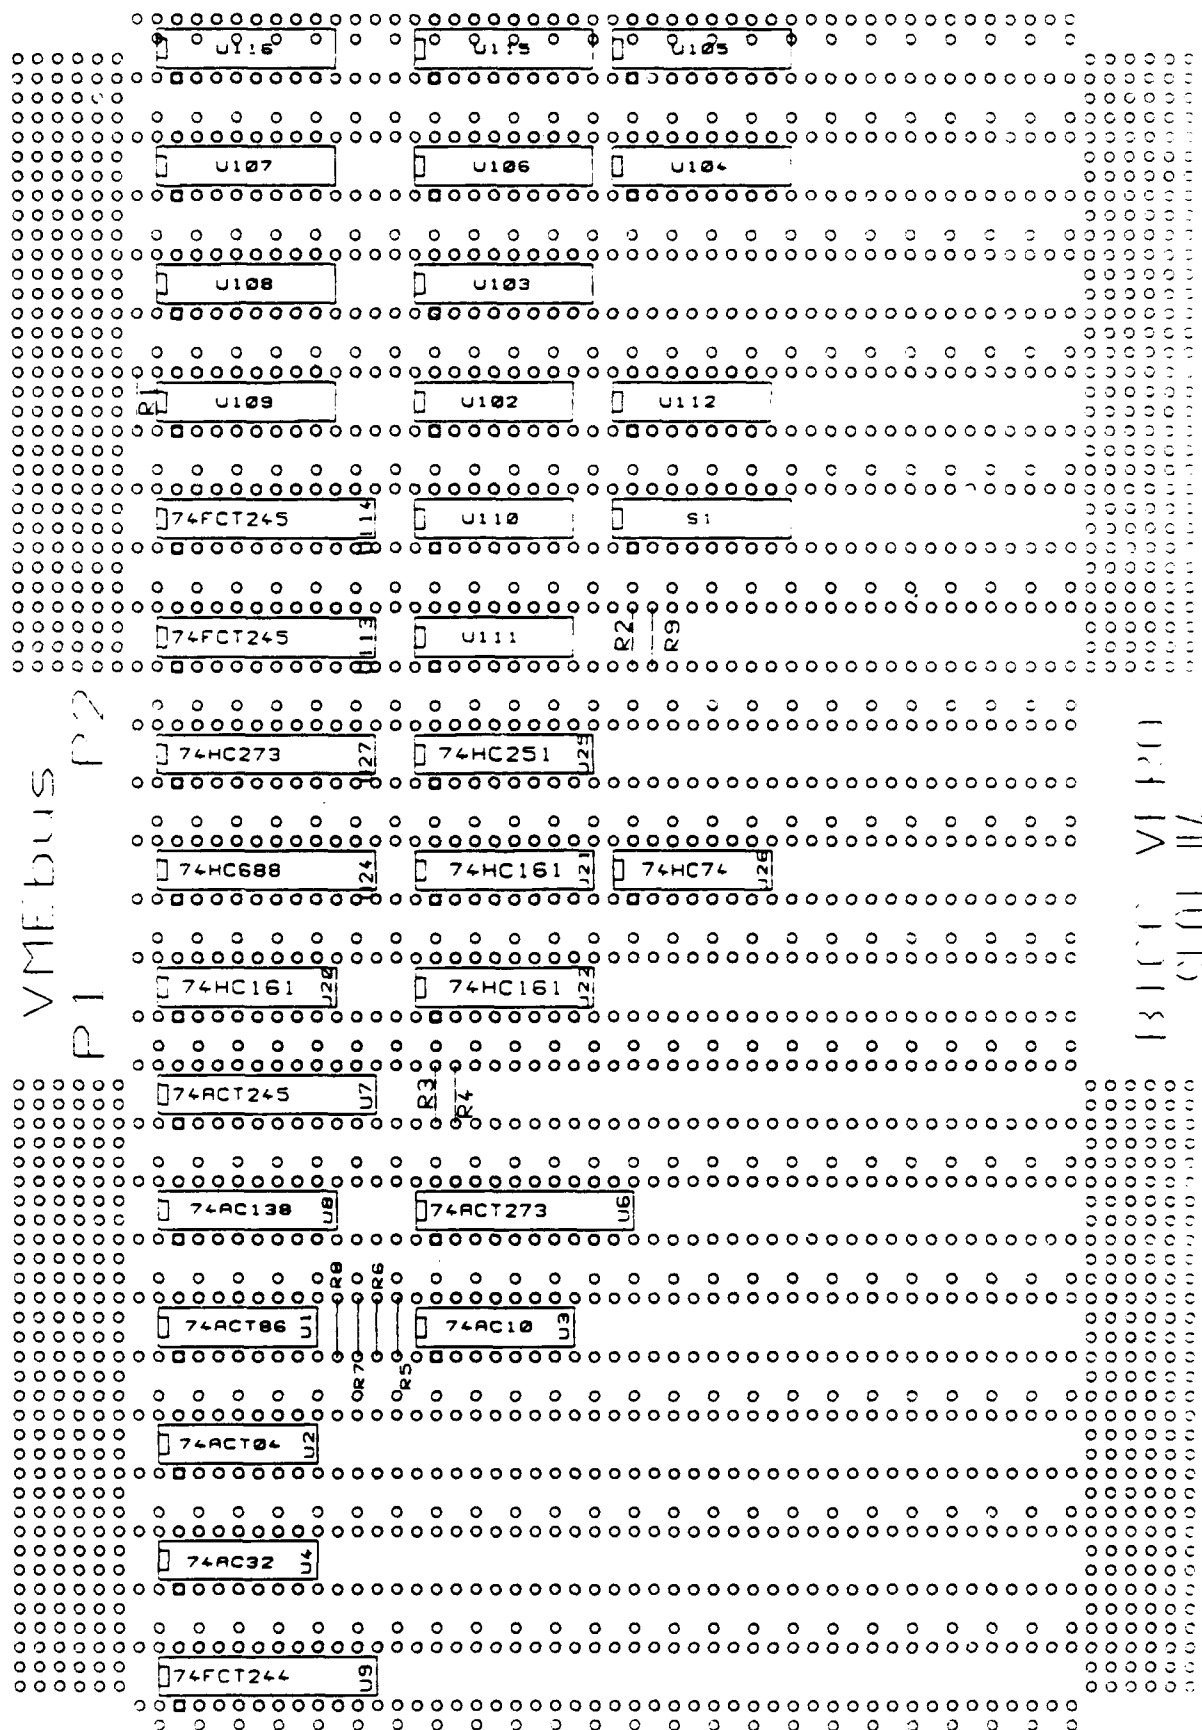 U116 U115 U105
U107 U106 U104
U108 U103
R1 U109 U102 U112
74FCT245 U114 U110 S1
74FCT245 U113 U111 R2 R9
P2
74HC273 U27 74HC251 U25
VMEbus
74HC688 U24 74HC161 U21 74HC74 U26
74HC161 U20 74HC161 U22
P1
74ACT245 U7 R3 R4
74AC138 U8 74ACT273 U6
R8 R6
74ACT86 U1 74AC10 U3
R7 R5
74ACT04 U2
74AC32 U4
74FCT244 U9
BICC VERO